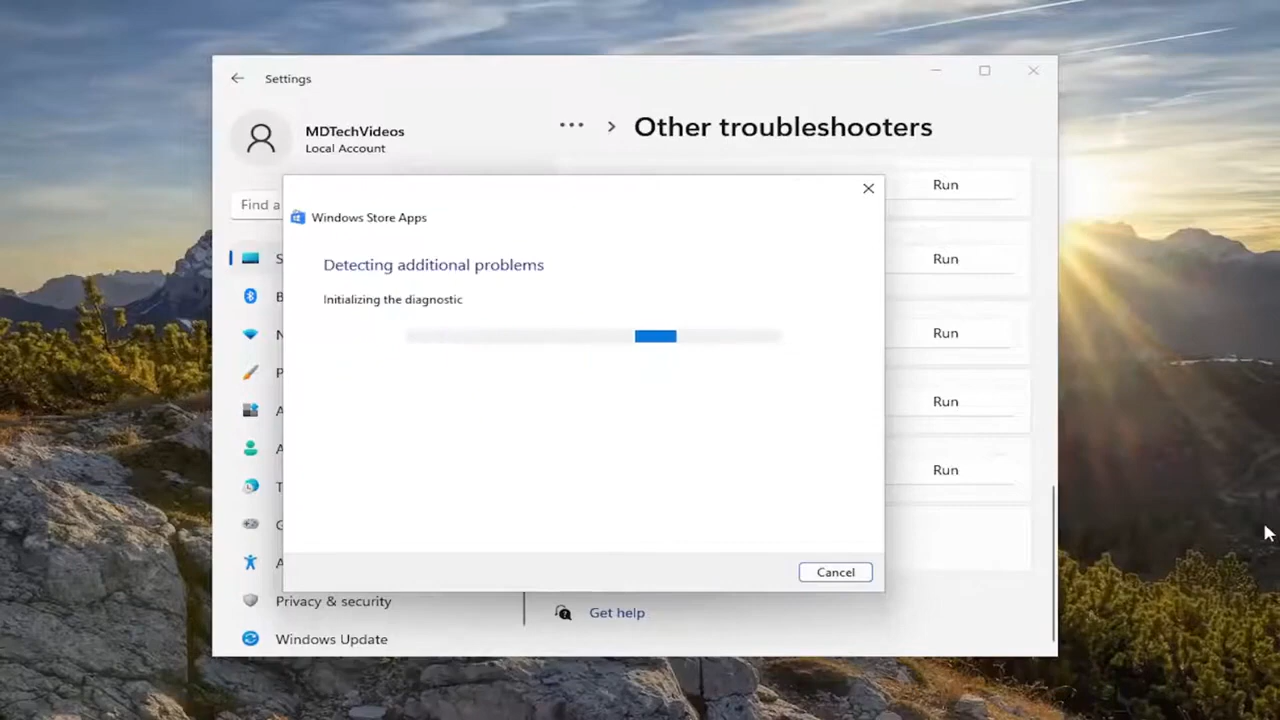 Settings
MDTechVideos
Local Account
Find a
Other troubleshooters
Run
Run
Run
Run
Run
Windows Store Apps
Detecting additional problems
Initializing the diagnostic
Cancel
S
B
N
P
A
A
T
G
A
Privacy & security
Windows Update
Get help